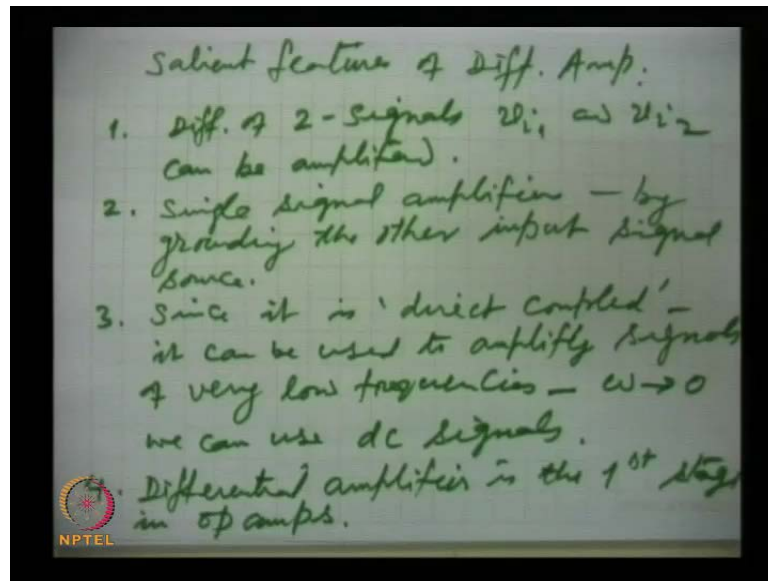 Salient features of Diff. Amp:
1. Diff. of 2-Signals vi1 and vi2
can be amplified.
2. Single signal amplifier - by
grounding the other input signal
source.
3. Since it is 'direct coupled' -
it can be used to amplify signals
of very low frequencies - ω→0
we can use dc signals.
4. Differential amplifier is the 1st stage
in op amps.
NPTEL